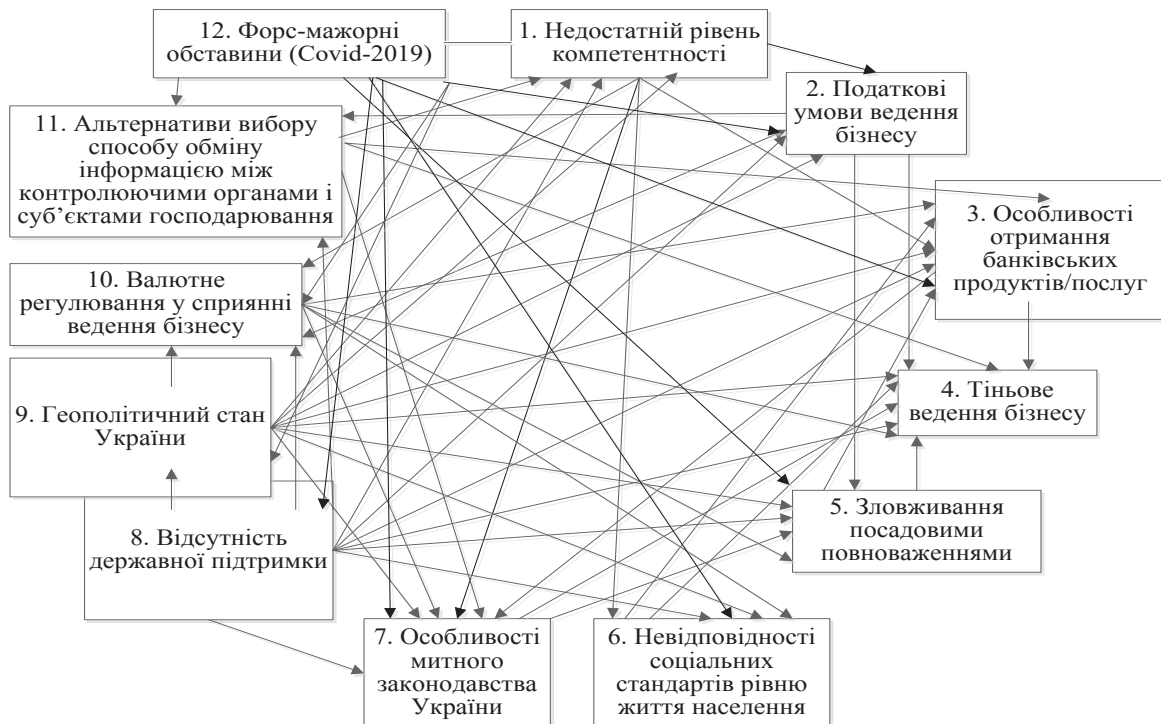 12. Форс-мажорні
обставини (Covid-2019)
1. Недостатній рівень
компетентності
2. Податкові
умови ведення
бізнесу
11. Альтернативи вибору
способу обміну
інформацією між
контролюючими органами і
суб’єктами господарювання
3. Особливості
отримання
банківських
продуктів/послуг
10. Валютне
регулювання у сприянні
ведення бізнесу
4. Тіньове
ведення бізнесу
9. Геополітичний стан
України
5. Зловживання
посадовими
повноваженнями
8. Відсутність
державної підтримки
7. Особливості
митного
законодавства
України
6. Невідповідності
соціальних
стандартів рівню
життя населення